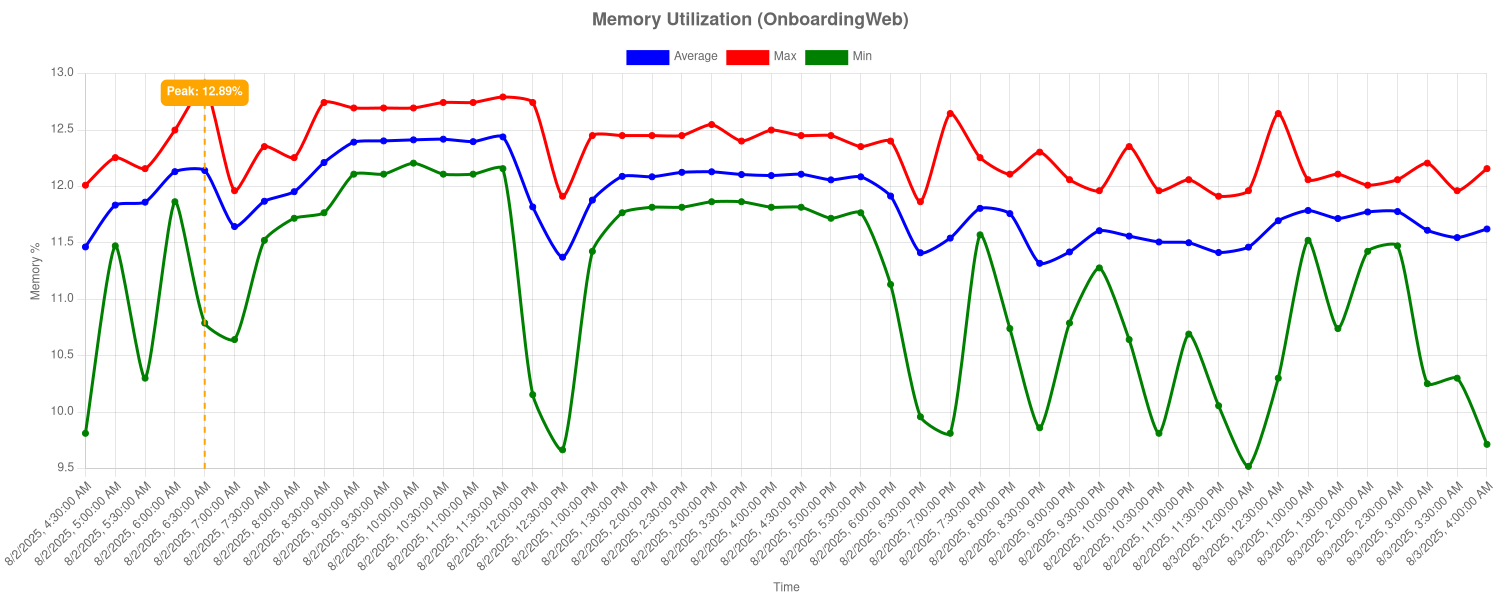 Memory Utilization (OnboardingWeb)
Average Max Min
Peak: 12.89%
Memory %
13.0
12.5
12.0
11.5
11.0
10.5
10.0
9.5
8/2/2025, 4:30:00 AM
8/2/2025, 5:00:00 AM
8/2/2025, 5:30:00 AM
8/2/2025, 6:00:00 AM
8/2/2025, 6:30:00 AM
8/2/2025, 7:00:00 AM
8/2/2025, 7:30:00 AM
8/2/2025, 8:00:00 AM
8/2/2025, 8:30:00 AM
8/2/2025, 9:00:00 AM
8/2/2025, 9:30:00 AM
8/2/2025, 10:00:00 AM
8/2/2025, 10:30:00 AM
8/2/2025, 11:00:00 AM
8/2/2025, 11:30:00 AM
8/2/2025, 12:00:00 PM
8/2/2025, 12:30:00 PM
8/2/2025, 1:00:00 PM
8/2/2025, 1:30:00 PM
8/2/2025, 2:00:00 PM
8/2/2025, 2:30:00 PM
8/2/2025, 3:00:00 PM
8/2/2025, 3:30:00 PM
8/2/2025, 4:00:00 PM
8/2/2025, 4:30:00 PM
8/2/2025, 5:00:00 PM
8/2/2025, 5:30:00 PM
8/2/2025, 6:00:00 PM
8/2/2025, 6:30:00 PM
8/2/2025, 7:00:00 PM
8/2/2025, 7:30:00 PM
8/2/2025, 8:00:00 PM
8/2/2025, 8:30:00 PM
8/2/2025, 9:00:00 PM
8/2/2025, 9:30:00 PM
8/2/2025, 10:00:00 PM
8/2/2025, 10:30:00 PM
8/2/2025, 11:00:00 PM
8/2/2025, 11:30:00 PM
8/3/2025, 12:00:00 AM
8/3/2025, 12:30:00 AM
8/3/2025, 1:00:00 AM
8/3/2025, 1:30:00 AM
8/3/2025, 2:00:00 AM
8/3/2025, 2:30:00 AM
8/3/2025, 3:00:00 AM
8/3/2025, 3:30:00 AM
8/3/2025, 4:00:00 AM
Time